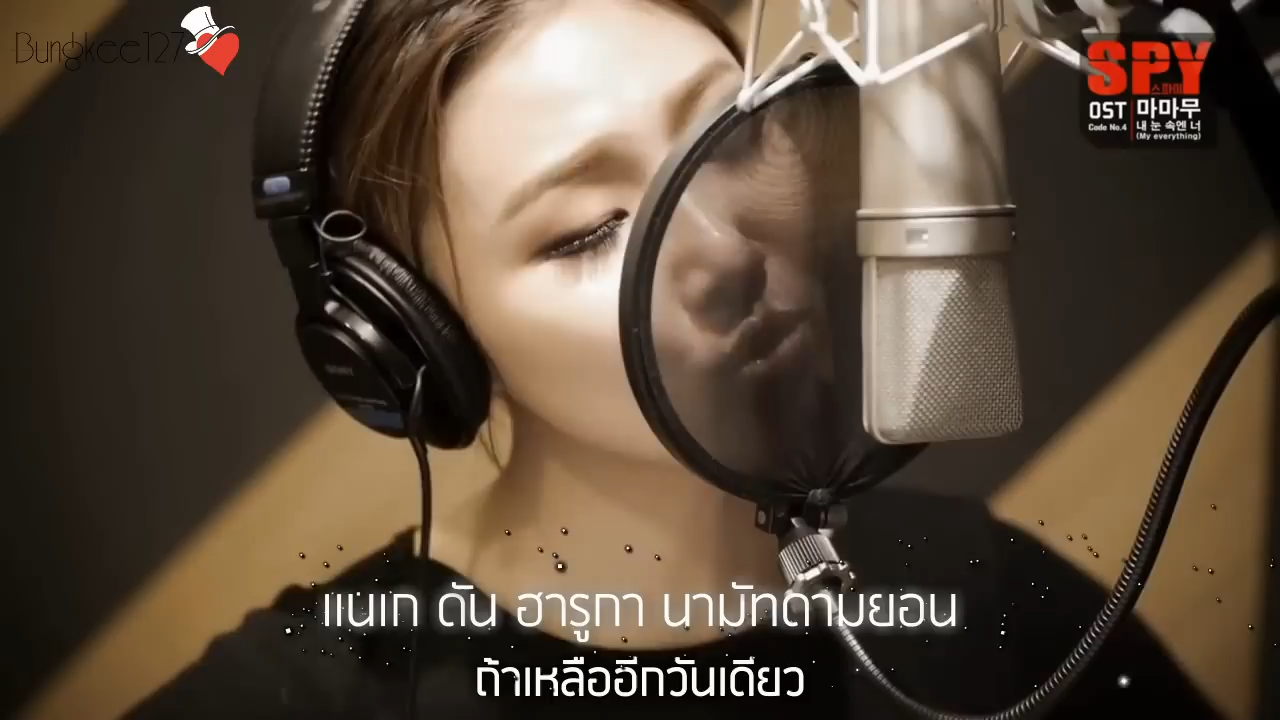 Bungkee127
SPY
스파이
OST 마마무
Code No.4 내 눈 속엔 너
(My everything)
แนเก ดัน ฮารูกา นามัทดามยอน
ถ้าเหลืออีกวันเดียว